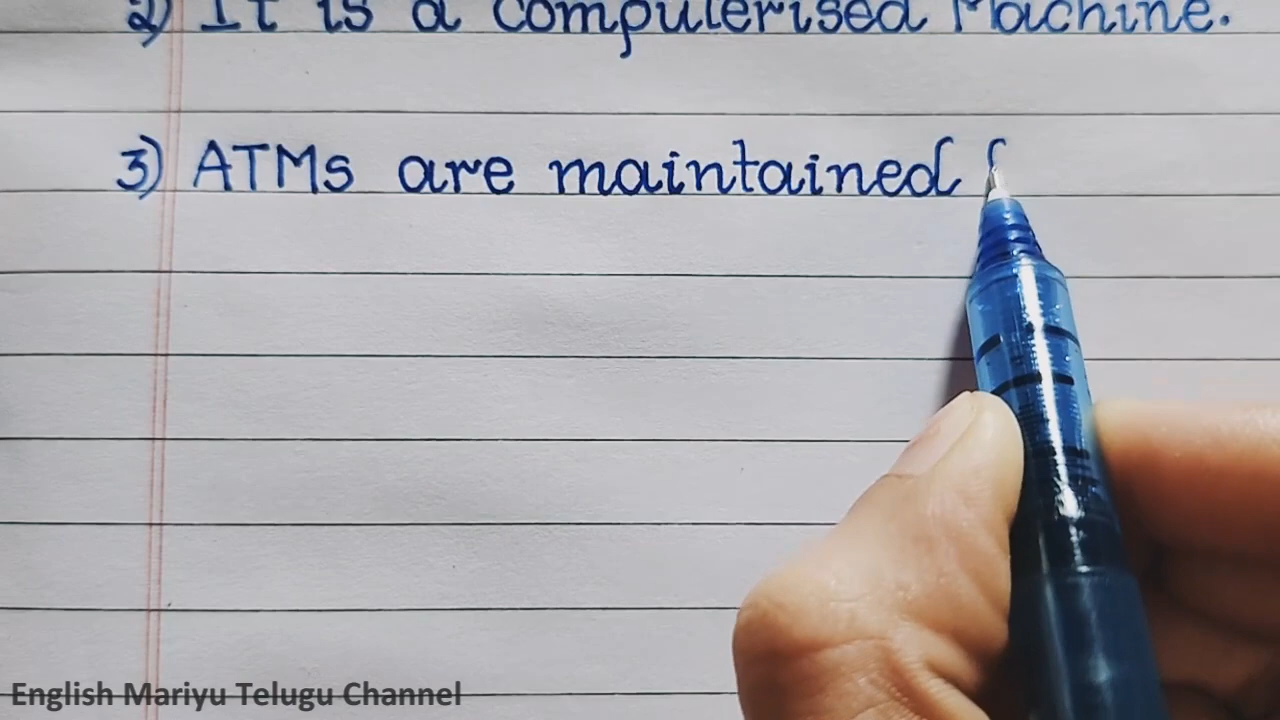 2) It is a Computerised Machine.
3) ATMs are maintained
English Mariyu Telugu Channel